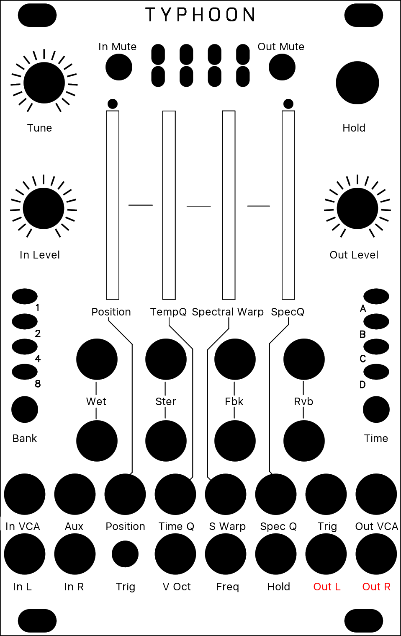 TYPHOON
In Mute
Out Mute
Tune
Hold
In Level
Out Level
1
2
4
8
A
B
C
D
Position
TempQ
Spectral Warp
SpecQ
Wet
Ster
Fbk
Rvb
Bank
Time
In VCA
Aux
Position
Time Q
S Warp
Spec Q
Trig
Out VCA
In L
In R
Trig
V Oct
Freq
Hold
Out L
Out R